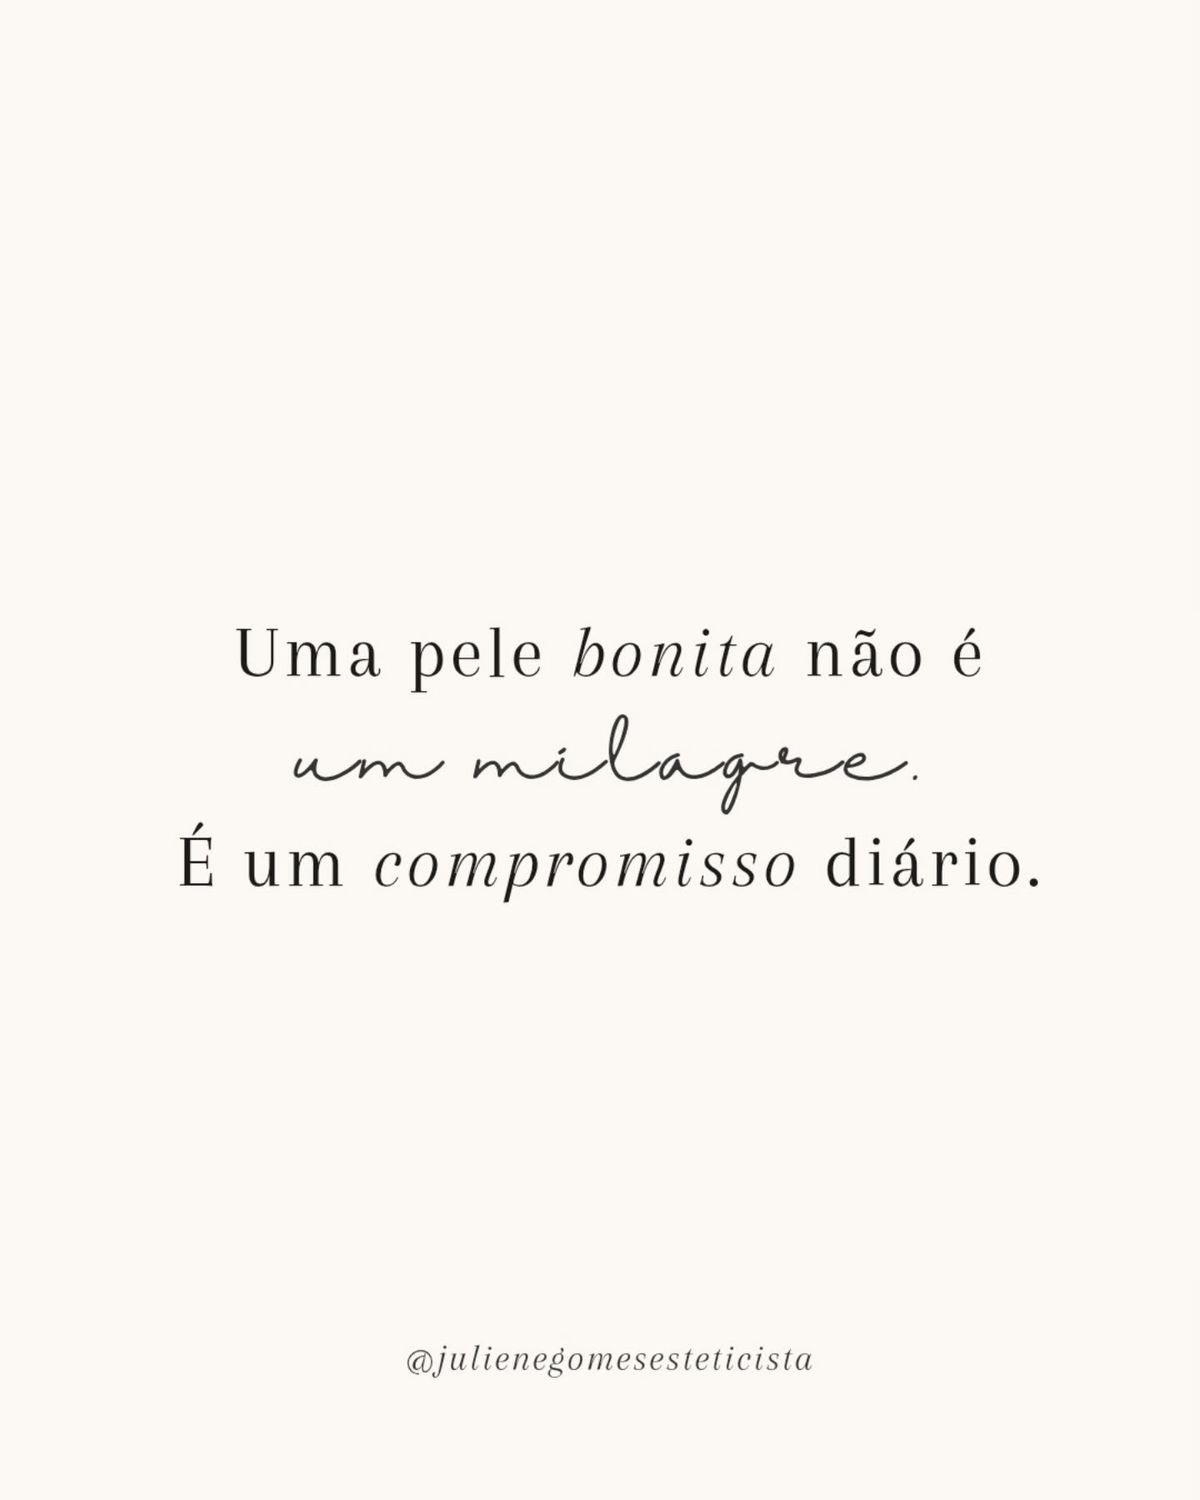 Uma pele bonita não é
um milagre.
É um compromisso diário.
@julienegomesesteticista